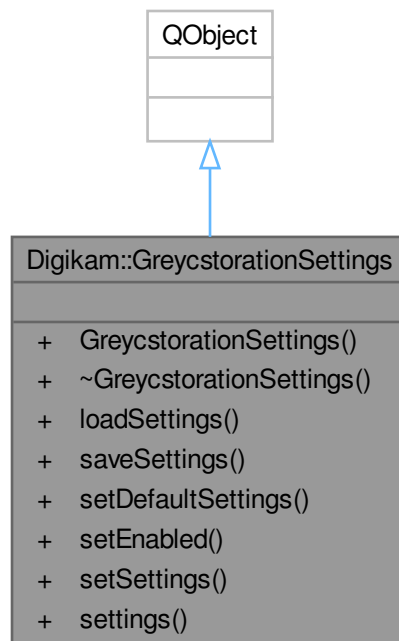 QObject
Digikam::GreycstorationSettings
+ GreycstorationSettings()
+ ~GreycstorationSettings()
+ loadSettings()
+ saveSettings()
+ setDefaultSettings()
+ setEnabled()
+ setSettings()
+ settings()